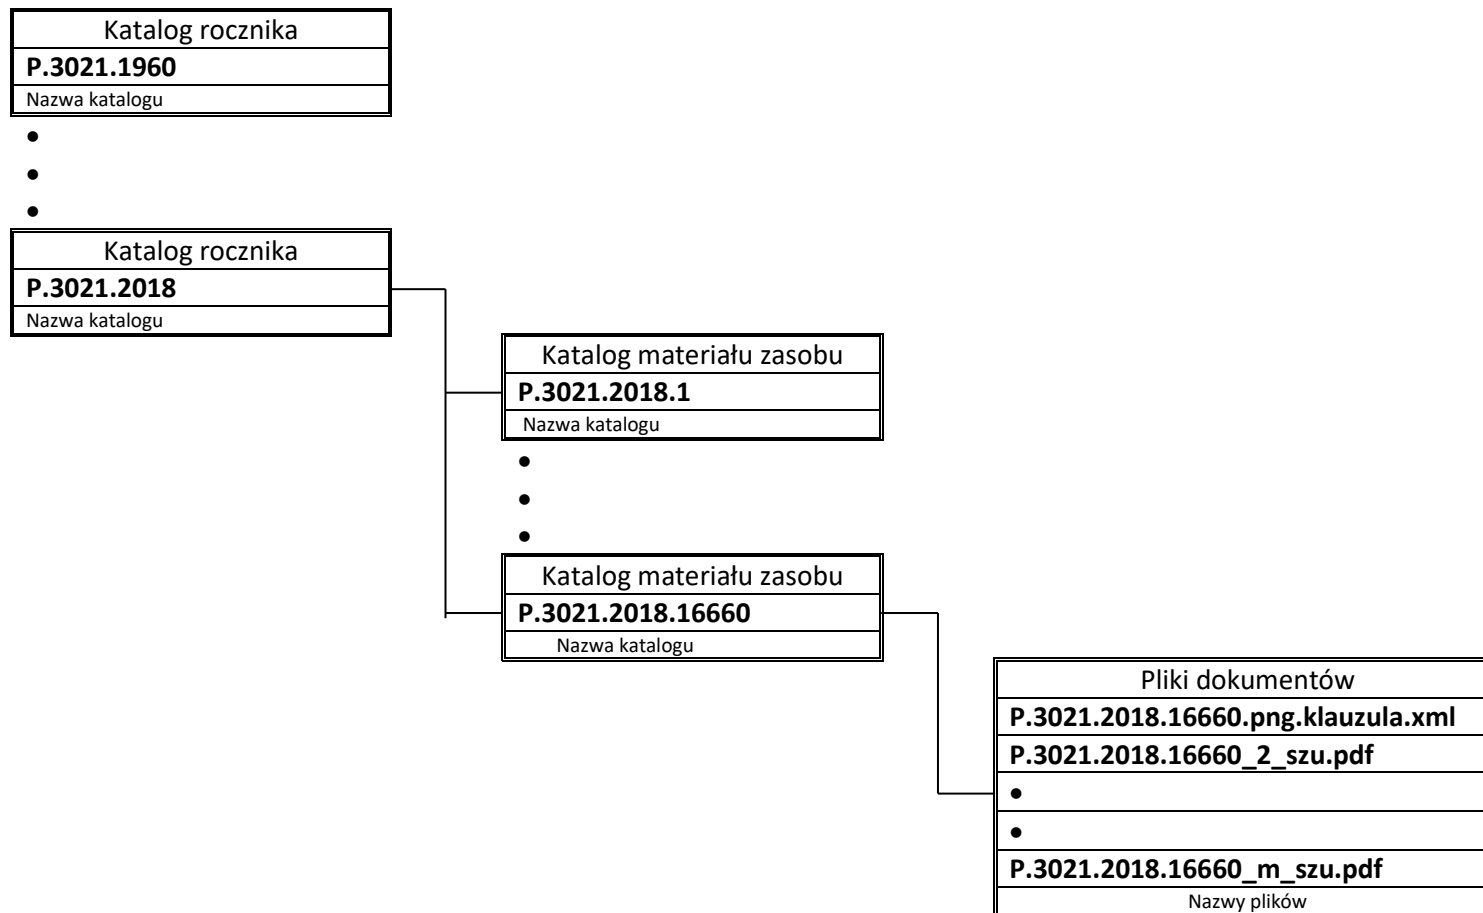 Katalog rocznika
P.3021.1960
Nazwa katalogu
•
•
•
Katalog rocznika
P.3021.2018
Nazwa katalogu
Katalog materiału zasobu
P.3021.2018.1
Nazwa katalogu
•
•
•
Katalog materiału zasobu
P.3021.2018.16660
Nazwa katalogu
Pliki dokumentów
P.3021.2018.16660.png.klauzula.xml
P.3021.2018.16660_2_szu.pdf
•
•
P.3021.2018.16660_m_szu.pdf
Nazwy plików